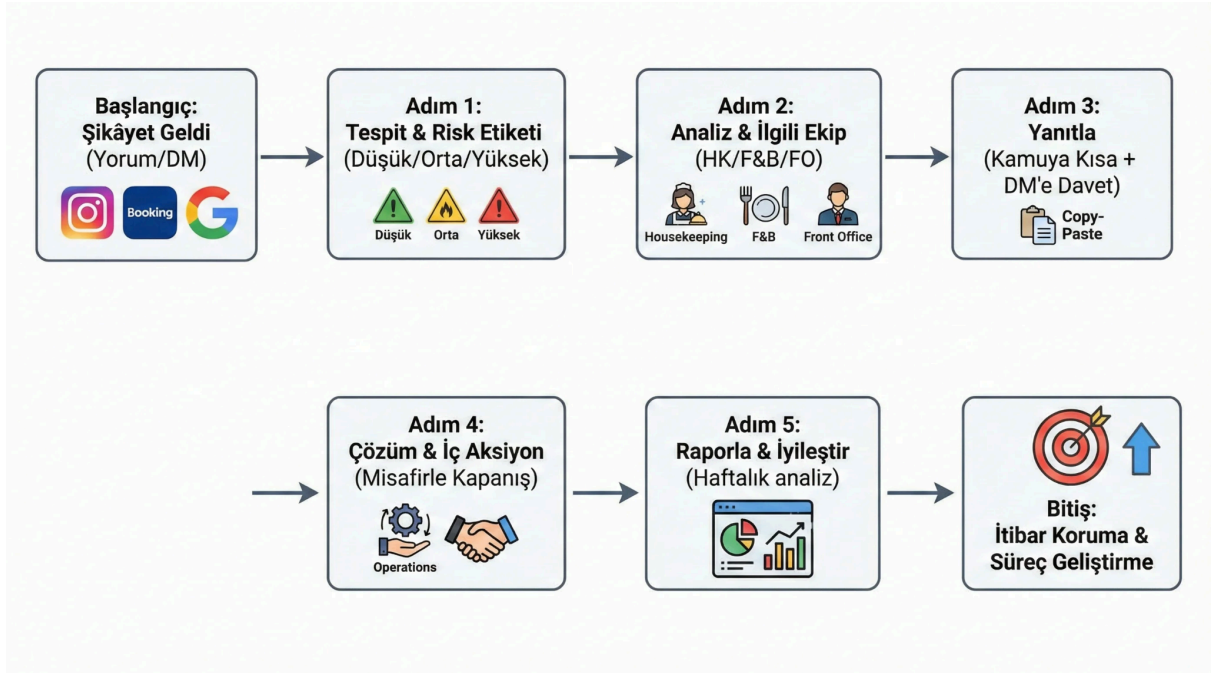 Başlangıç:
Şikâyet Geldi
(Yorum/DM)
Booking
Adım 1:
Tespit & Risk Etiketi
(Düşük/Orta/Yüksek)
Düşük
Orta
Yüksek
Adım 2:
Analiz & İlgili Ekip
(HK/F&B/FO)
Housekeeping
F&B
Front Office
Adım 3:
Yanıtla
(Kamuya Kısa +
DM'e Davet)
Copy-
Paste
Adım 4:
Çözüm & İç Aksiyon
(Misafirle Kapanış)
Operations
Adım 5:
Raporla & İyileştir
(Haftalık analiz)
Bitiş:
İtibar Koruma &
Süreç Geliştirme